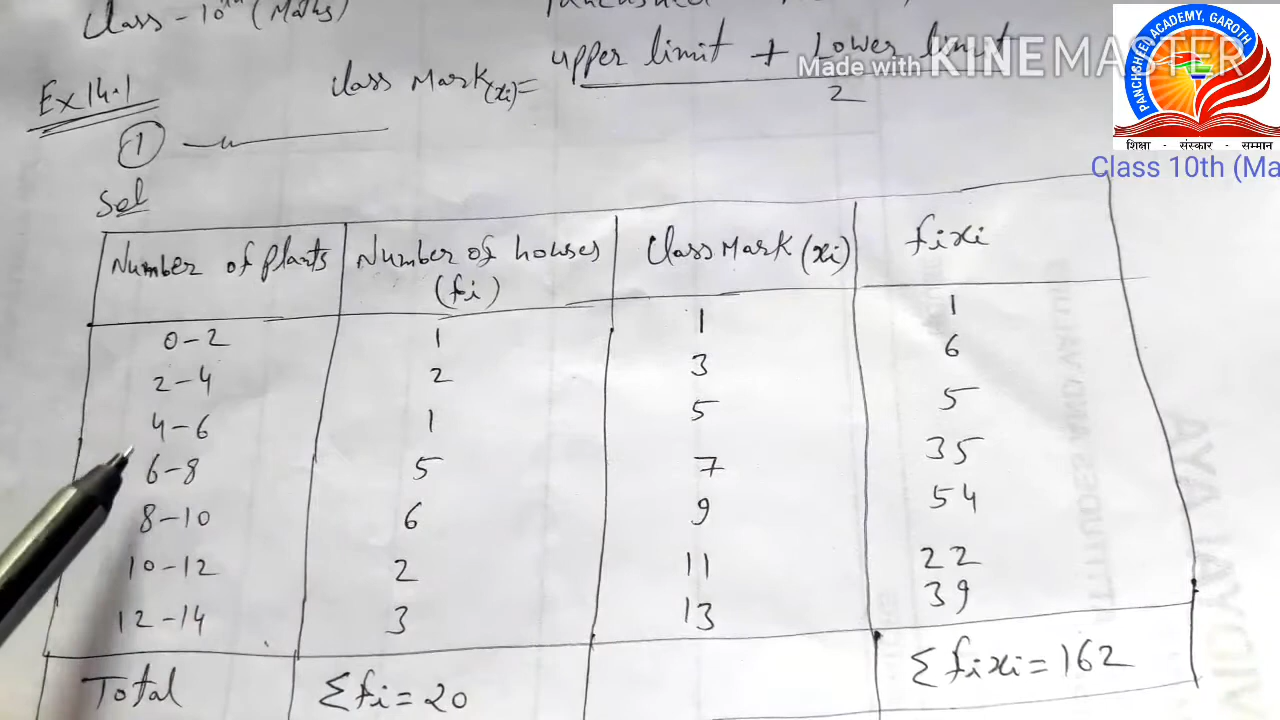 Class - 10th (Maths)
Made with KINEMASTER
PANCHSHEEL ACADEMY, GAROTH
शिक्षा - संस्कार - सम्मान
Class 10th (Ma
Ex 14.1
Class Mark (xi) = upper limit + Lower limit
2
1
Sol
Number of plants Number of houses (fi) Class Mark (xi) fixi
0-2 1 1 1
2-4 2 3 6
4-6 1 5 5
6-8 5 7 35
8-10 6 9 54
10-12 2 11 22
12-14 3 13 39
Total Σfi = 20 Σfixi = 162